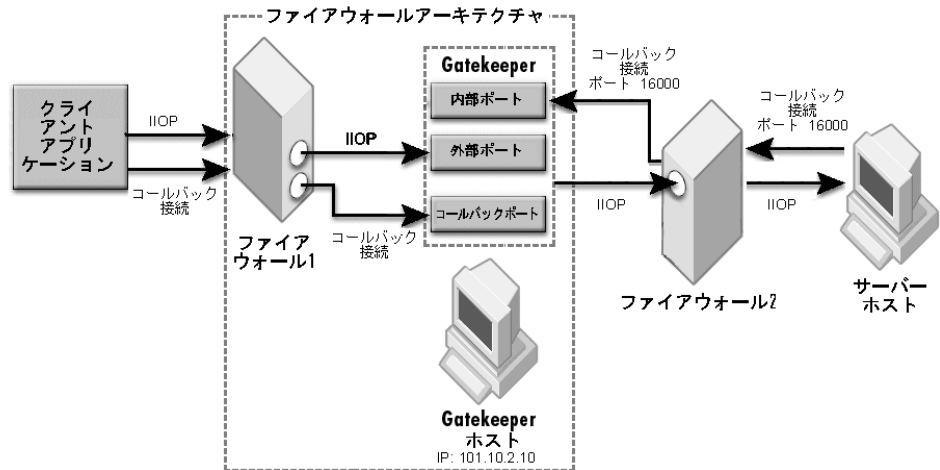 ファイアウォールアーキテクチャ
クライ
アント
アプリ
ケーション
IIOP
コールバック
接続
ファイア
ウォール1
IIOP
コールバック
接続
Gatekeeper
内部ポート
外部ポート
コールバックポート
Gatekeeper
ホスト
IP: 101.10.2.10
コールバック
接続
ポート 16000
IIOP
ファイアウォール2
コールバック
接続
ポート 16000
IIOP
サーバー
ホスト